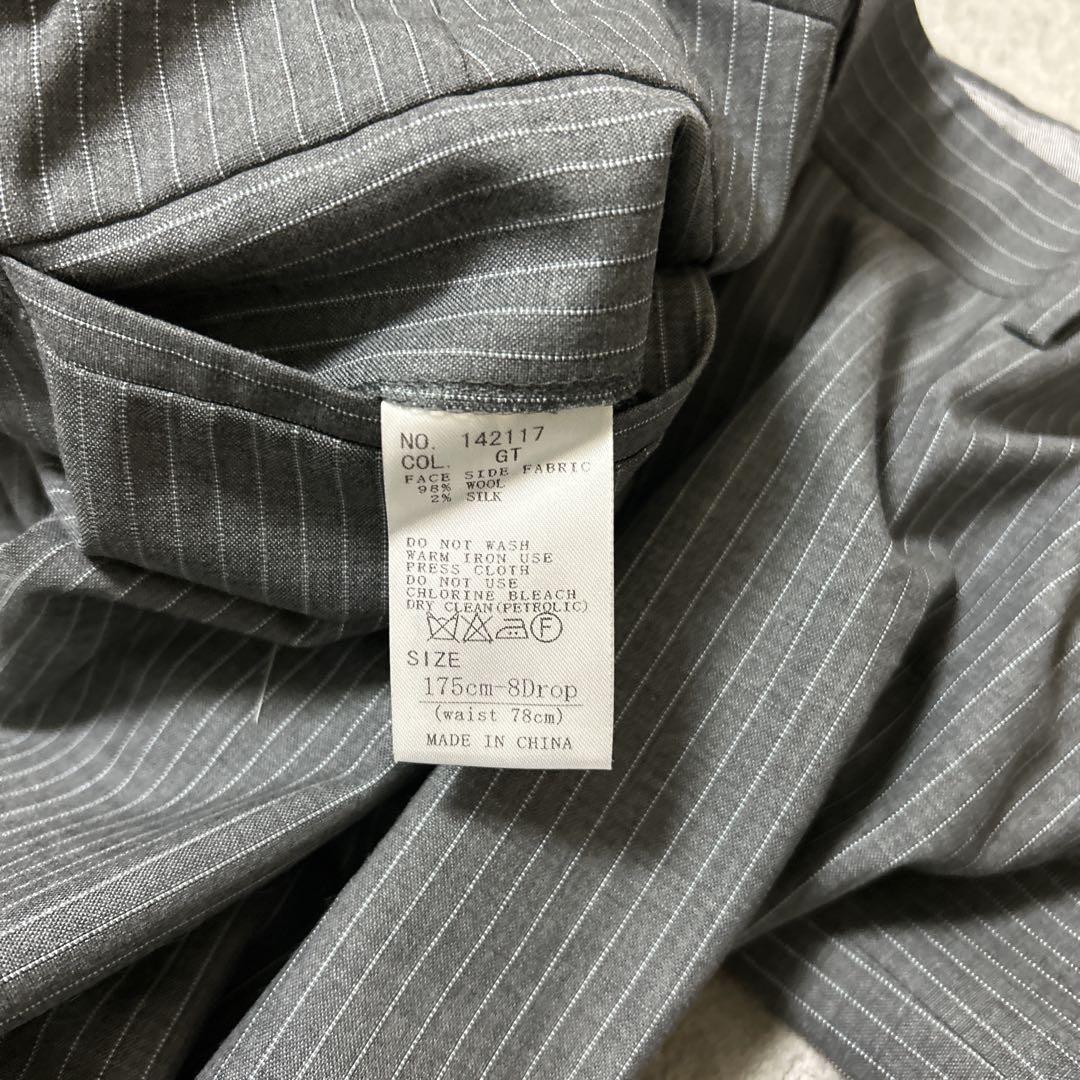 NO. 142117
COL. GT
FACE SIDE FABRIC
98% WOOL
2% SILK
DO NOT WASH
WARM IRON USE
PRESS CLOTH
DO NOT USE
CHLORINE BLEACH
DRY CLEAN(PETROLIC)
F
SIZE
175cm-8Drop
(waist 78cm)
MADE IN CHINA